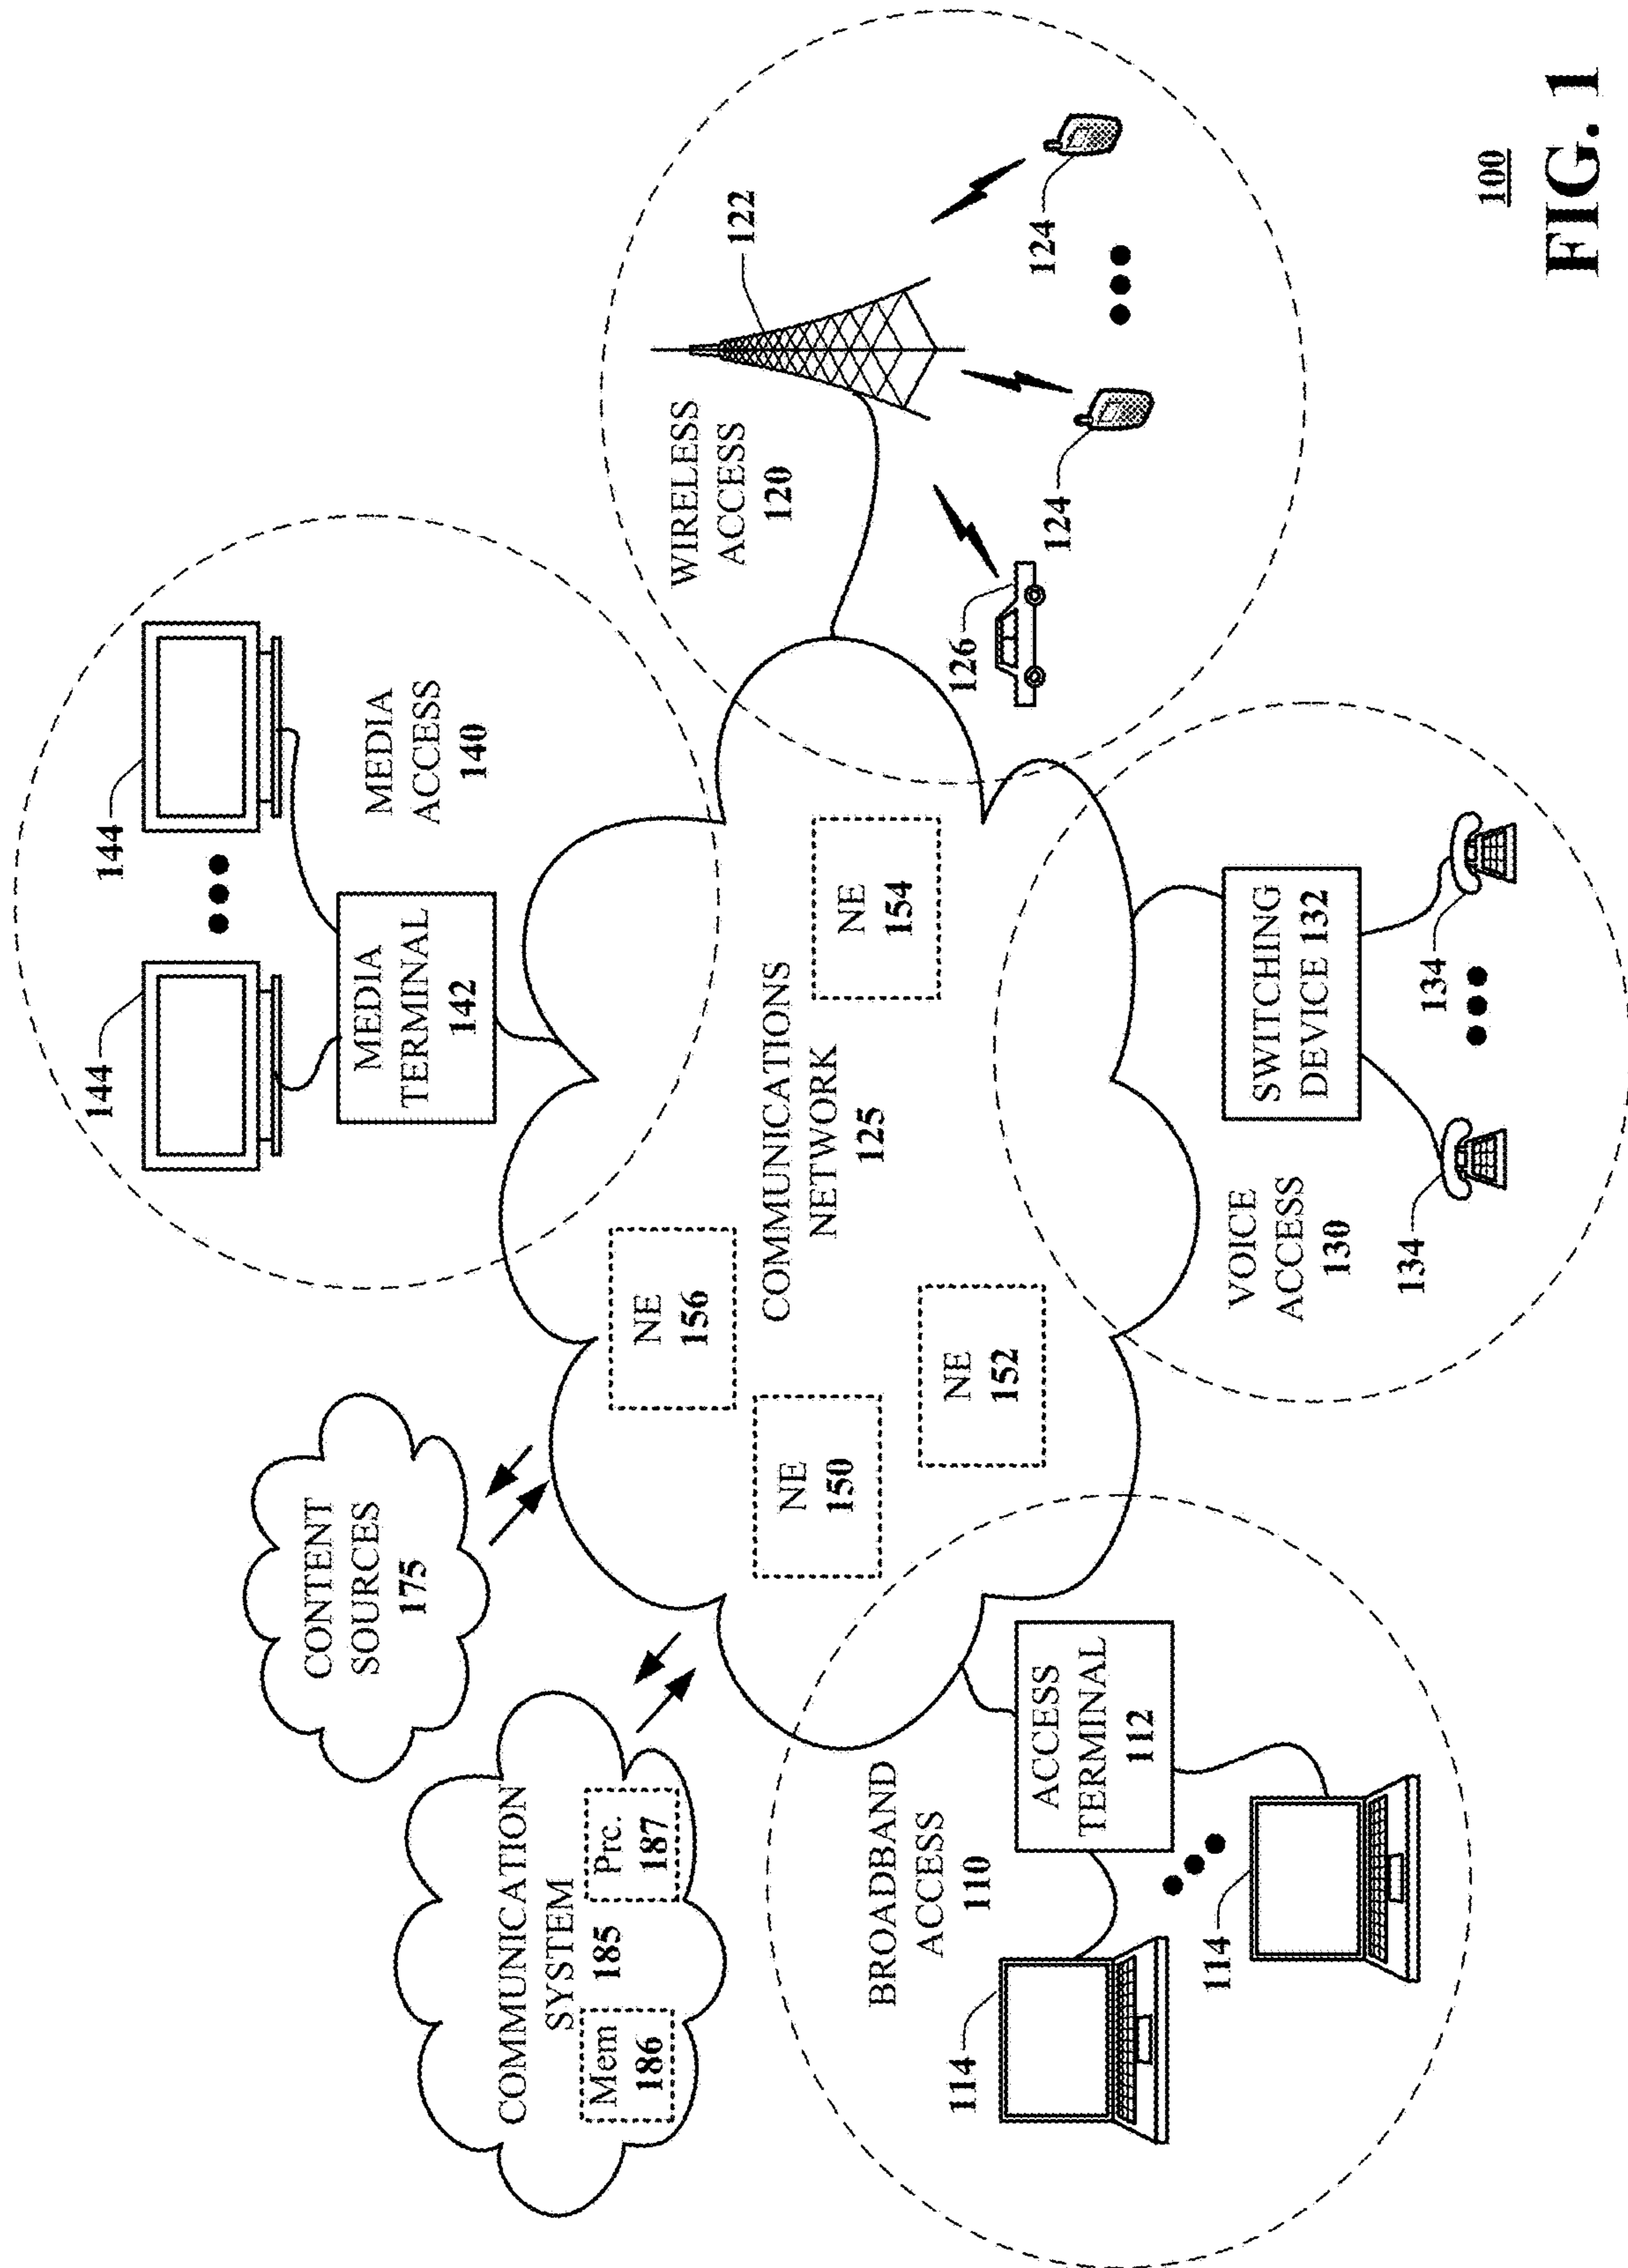 144
144
MEDIA
TERMINAL
142
MEDIA
ACCESS
140
CONTENT
SOURCES
175
COMMUNICATION
SYSTEM
185
Mem
186
Prc.
187
WIRELESS
ACCESS
120
122
124
124
126
NE
156
NE
150
NE
152
NE
154
COMMUNICATIONS
NETWORK
125
BROADBAND
ACCESS
110
ACCESS
TERMINAL
112
114
114
VOICE
ACCESS
130
SWITCHING
DEVICE 132
134
134
100
FIG. 1